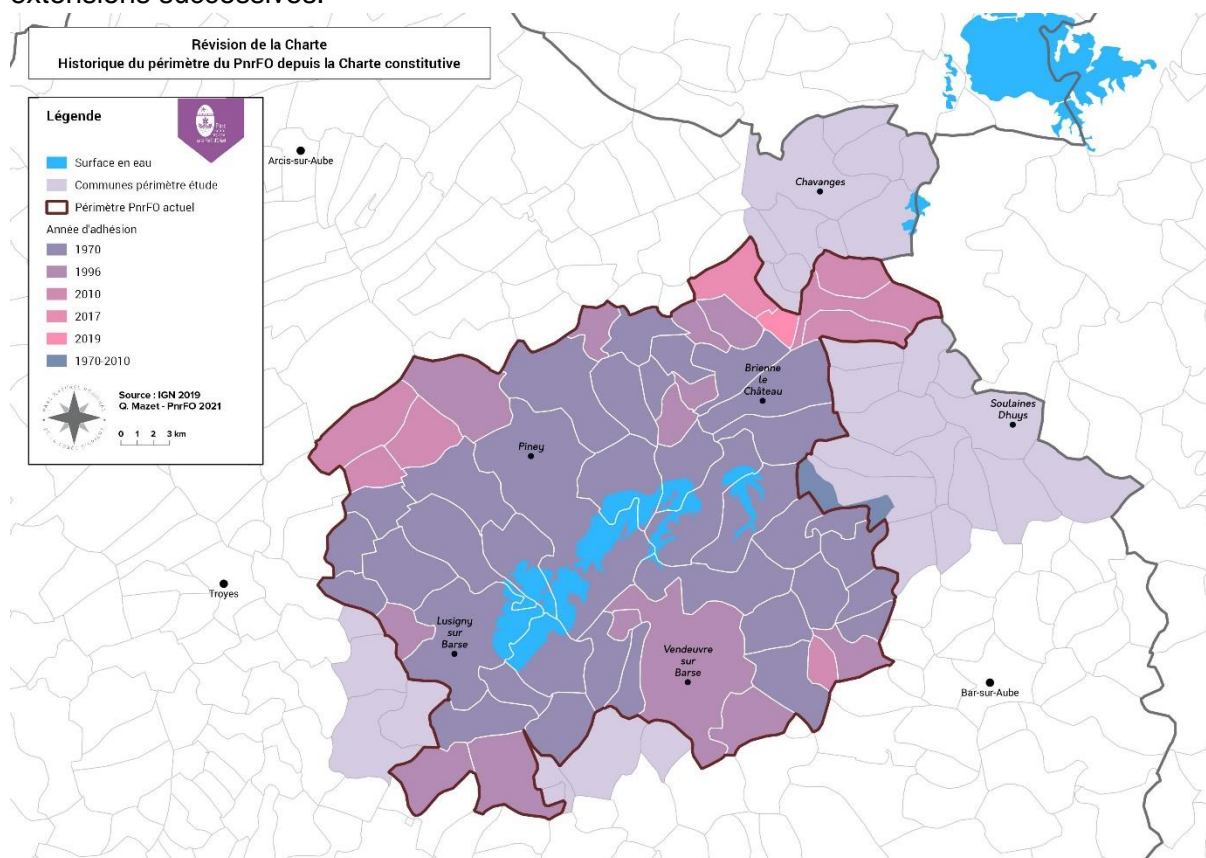 extensions successives.
Révision de la Charte
Historique du périmètre du PnrFO depuis la Charte constitutive
Légende
Parc
Surface en eau
Communes périmètre étude
Périmètre PnrFO actuel
Année d'adhésion
1970
1996
2010
2017
2019
1970-2010
Source : IGN 2019
Q. Mazet - PnrFO 2021
0 1 2 3 km
Arcis-sur-Aube
Chavanges
Brienne
le
Château
Soulaines
Dhuys
Piney
Troyes
Lusigny
sur
Barse
Vendeuvre
sur
Barse
Bar-sur-Aube